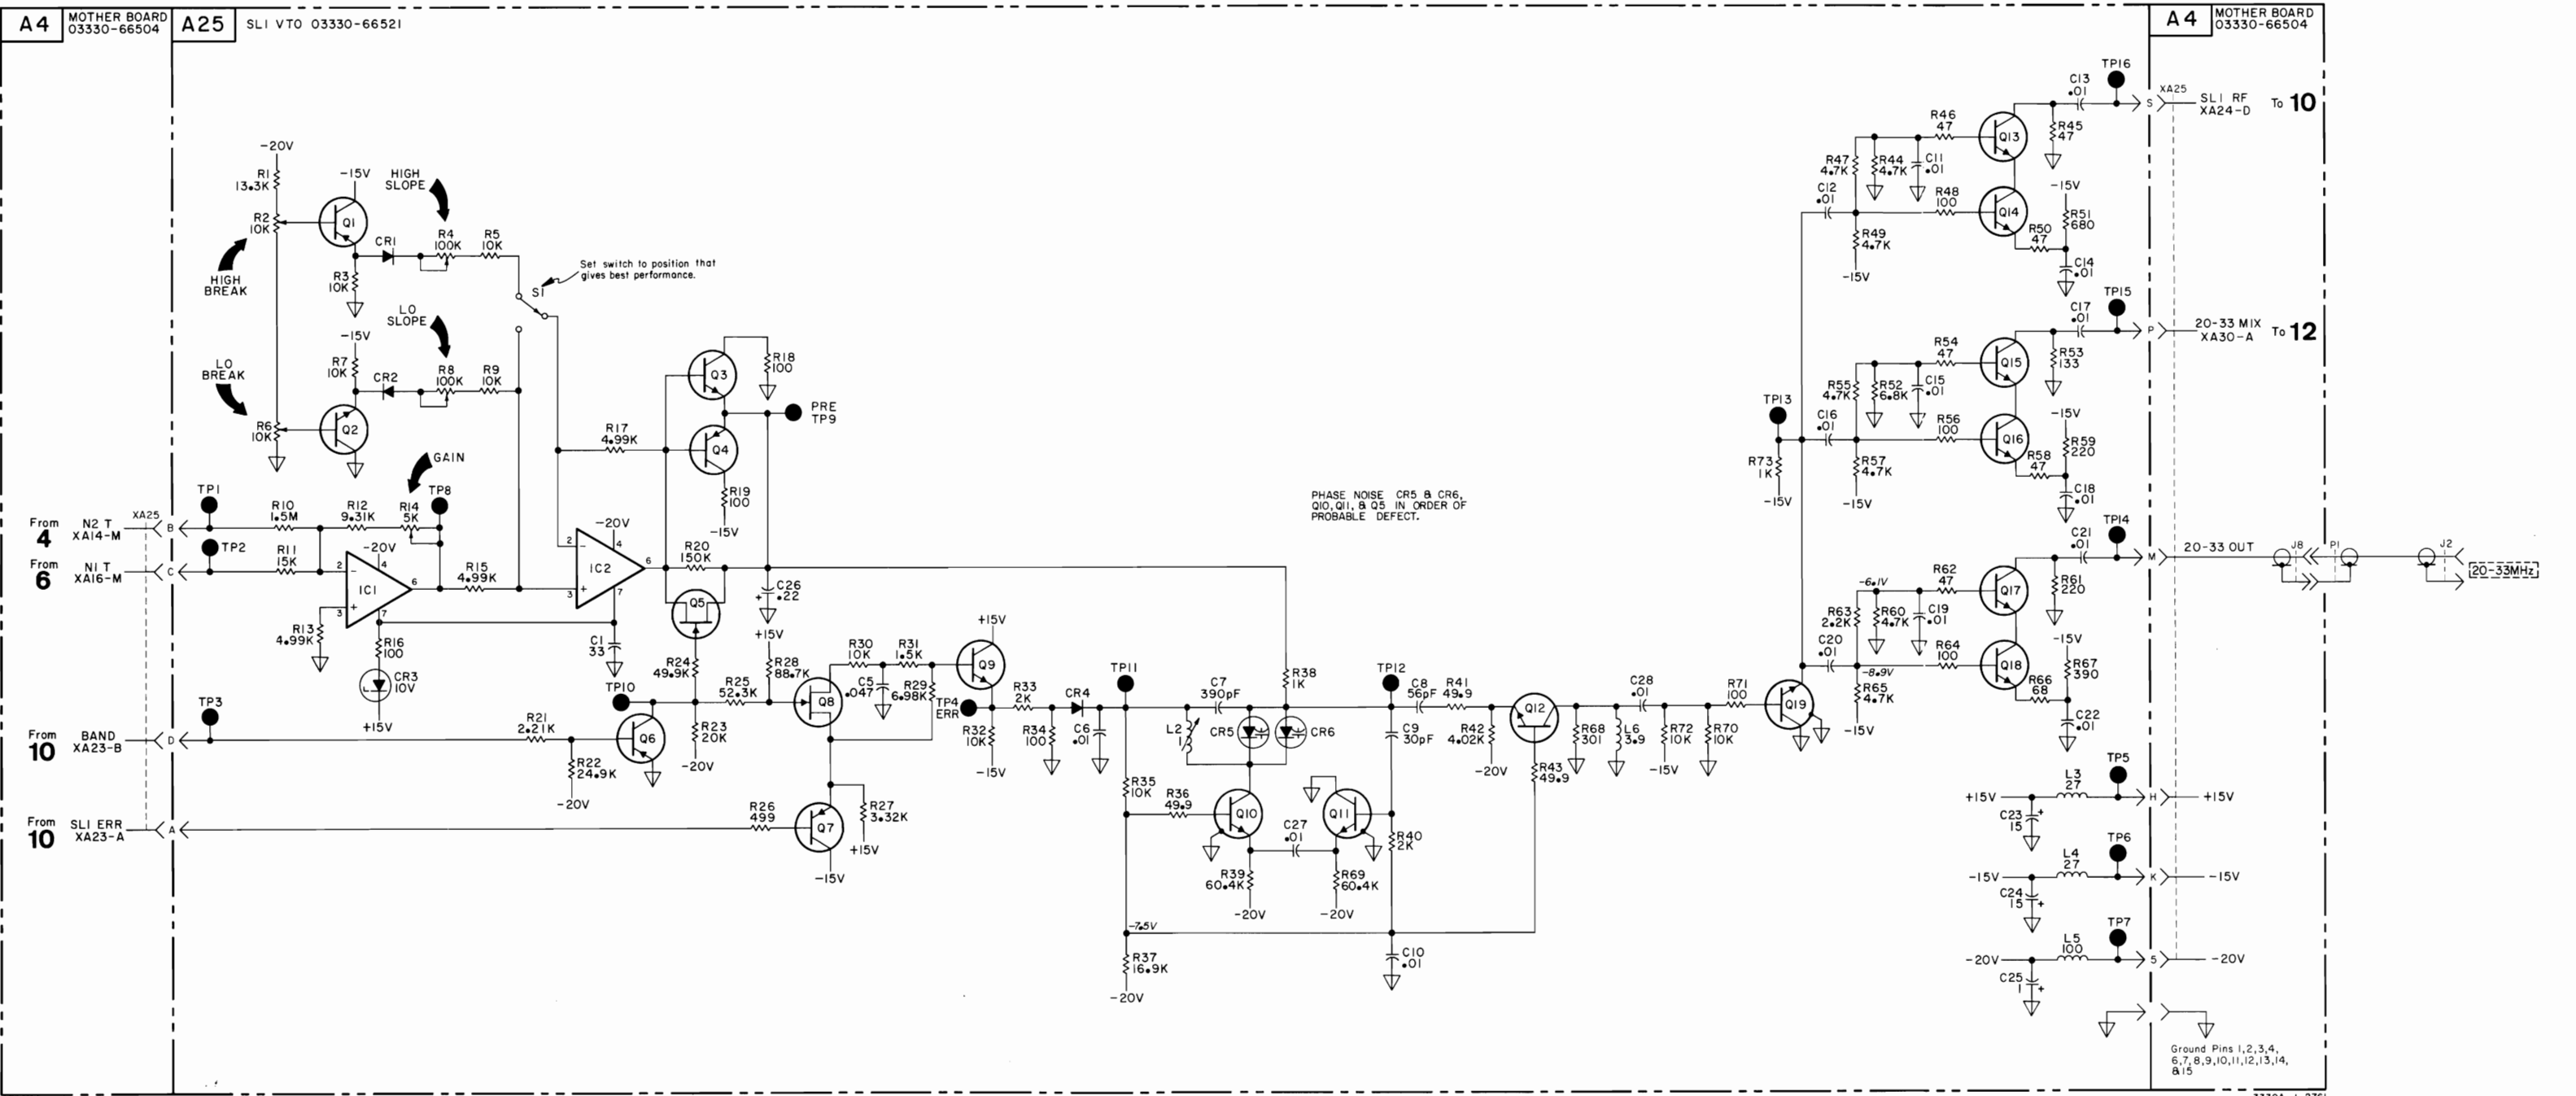 A4
MOTHER BOARD
03330-66504
A25
SLI VTO 03330-66521
A4
MOTHER BOARD
03330-66504
-20V
R1
13.3K
R2
10K
HIGH
BREAK
-15V
Q1
R3
10K
CR1
HIGH
SLOPE
R4
100K
R5
10K
S1
Set switch to position that
gives best performance.
-15V
R7
10K
CR2
LO
SLOPE
R8
100K
R9
10K
LO
BREAK
R6
10K
Q2
Q3
R18
100
PRE
TP9
Q4
R17
4.99K
R19
100
-15V
GAIN
TP1
TP8
From
4
N2 T
XA14-M
XA25
B
R10
1.5M
R12
9.31K
R14
5K
TP2
From
6
N1 T
XA16-M
C
R11
15K
-20V
2
4
6
IC1
3
7
-
+
R13
4.99K
R16
100
CR3
10V
+15V
R15
4.99K
-20V
2
4
6
IC2
3
7
-
+
C1
33
R20
150K
C26
+.22
Q5
+15V
R24
49.9K
R25
52.3K
R28
88.7K
TP10
Q6
R23
20K
-20V
TP3
From
10
BAND
XA23-B
D
R21
2.21K
R22
24.9K
-20V
From
10
SLI ERR
XA23-A
A
R26
499
Q7
R27
3.32K
+15V
-15V
Q8
R30
10K
R31
1.5K
C5
.047
R29
6.98K
+15V
Q9
TP4
ERR
R32
10K
-15V
R33
2K
R34
100
CR4
C6
.01
TP11
L2
1
C7
390pF
CR5
CR6
R38
1K
PHASE NOISE CR5 & CR6,
Q10,Q11, & Q5 IN ORDER OF
PROBABLE DEFECT.
R35
10K
R36
49.9
Q10
C27
.01
Q11
R39
60.4K
-20V
R69
60.4K
-20V
R40
2K
-7.5V
R37
16.9K
-20V
C10
.01
TP12
C8
56pF
R41
49.9
C9
30pF
R42
4.02K
-20V
Q12
R43
49.9
R68
301
L6
3.9
C28
.01
R72
10K
-15V
R70
10K
R71
100
Q19
TP13
R73
1K
-15V
C12
.01
R47
4.7K
R44
4.7K
C11
.01
R46
47
Q13
R48
100
Q14
R49
4.7K
-15V
R50
47
-15V
R51
680
C14
.01
R45
47
C13
.01
TP16
S
XA25
SLI RF
XA24-D
To 10
C16
.01
R55
4.7K
R52
6.8K
C15
.01
R54
47
Q15
R56
100
Q16
R57
4.7K
-15V
R58
47
-15V
R59
220
C18
.01
R53
133
C17
.01
TP15
P
20-33 MIX
XA30-A
To 12
C20
.01
-6.1V
R63
2.2K
R60
4.7K
C19
.01
R62
47
Q17
R64
100
Q18
-8.9V
R65
4.7K
-15V
R66
68
-15V
R67
390
C22
.01
R61
220
C21
.01
TP14
M
20-33 OUT
J8
P1
J2
20-33MHz
+15V
L3
27
TP5
H
+15V
C23
15
+
-15V
L4
27
TP6
K
-15V
C24
15
+
-20V
L5
100
TP7
5
-20V
C25
1
+
Ground Pins 1,2,3,4,
6,7,8,9,10,11,12,13,14,
&15